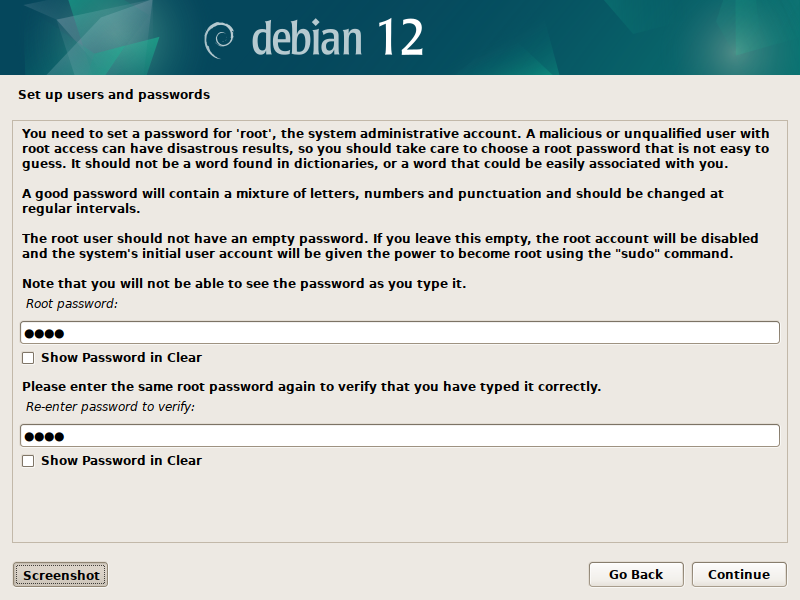 debian 12
Set up users and passwords
You need to set a password for 'root', the system administrative account. A malicious or unqualified user with
root access can have disastrous results, so you should take care to choose a root password that is not easy to
guess. It should not be a word found in dictionaries, or a word that could be easily associated with you.
A good password will contain a mixture of letters, numbers and punctuation and should be changed at
regular intervals.
The root user should not have an empty password. If you leave this empty, the root account will be disabled
and the system's initial user account will be given the power to become root using the "sudo" command.
Note that you will not be able to see the password as you type it.
Root password:
●●●●
Show Password in Clear
Please enter the same root password again to verify that you have typed it correctly.
Re-enter password to verify:
●●●●
Show Password in Clear
Screenshot
Go Back
Continue